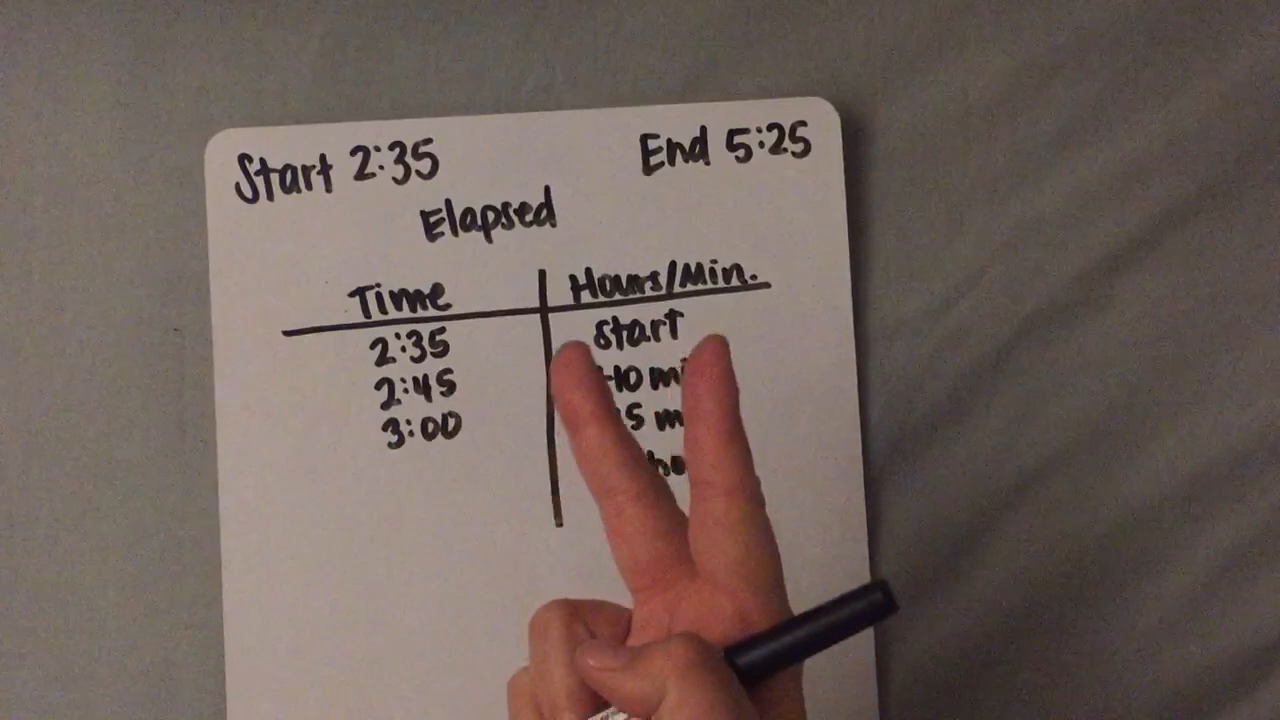 Start 2:35 End 5:25
Elapsed
Time Hours/Min.
2:35 start
2:45
3:00